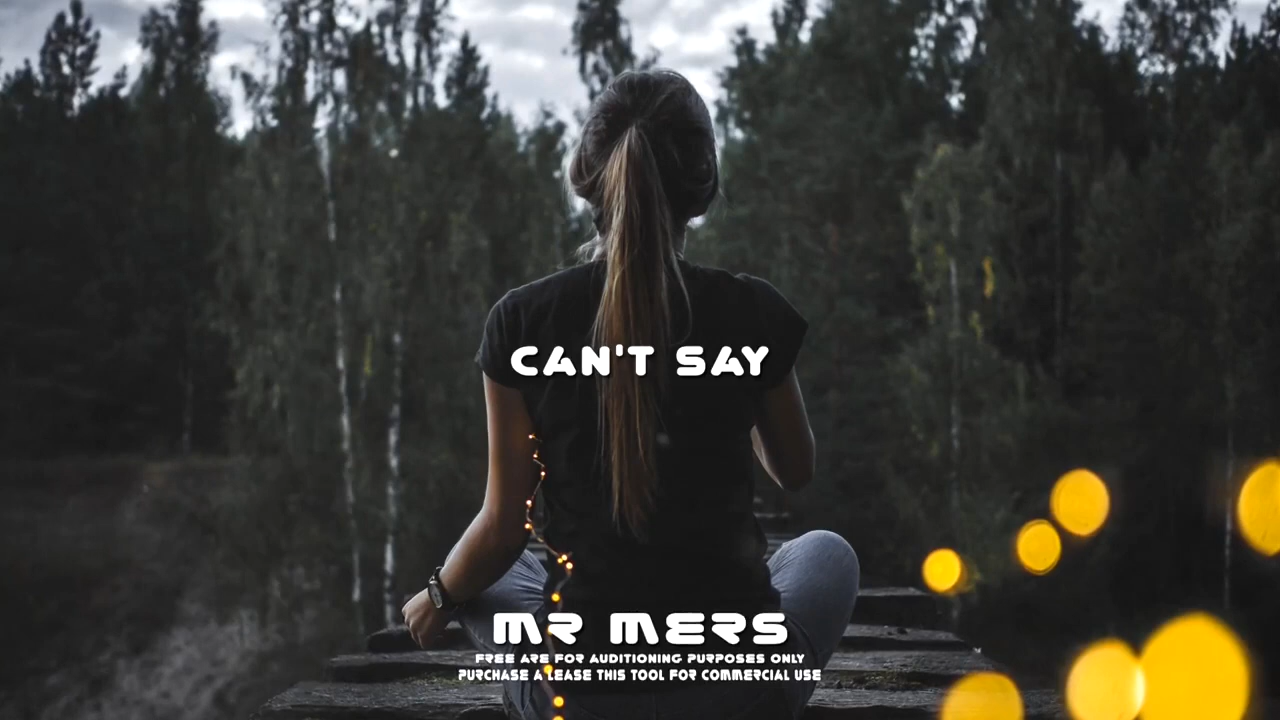 CAN'T SAY
MR MERS
FREE ARE FOR AUDITIONING PURPOSES ONLY
PURCHASE A LEASE THIS TOOL FOR COMMERCIAL USE